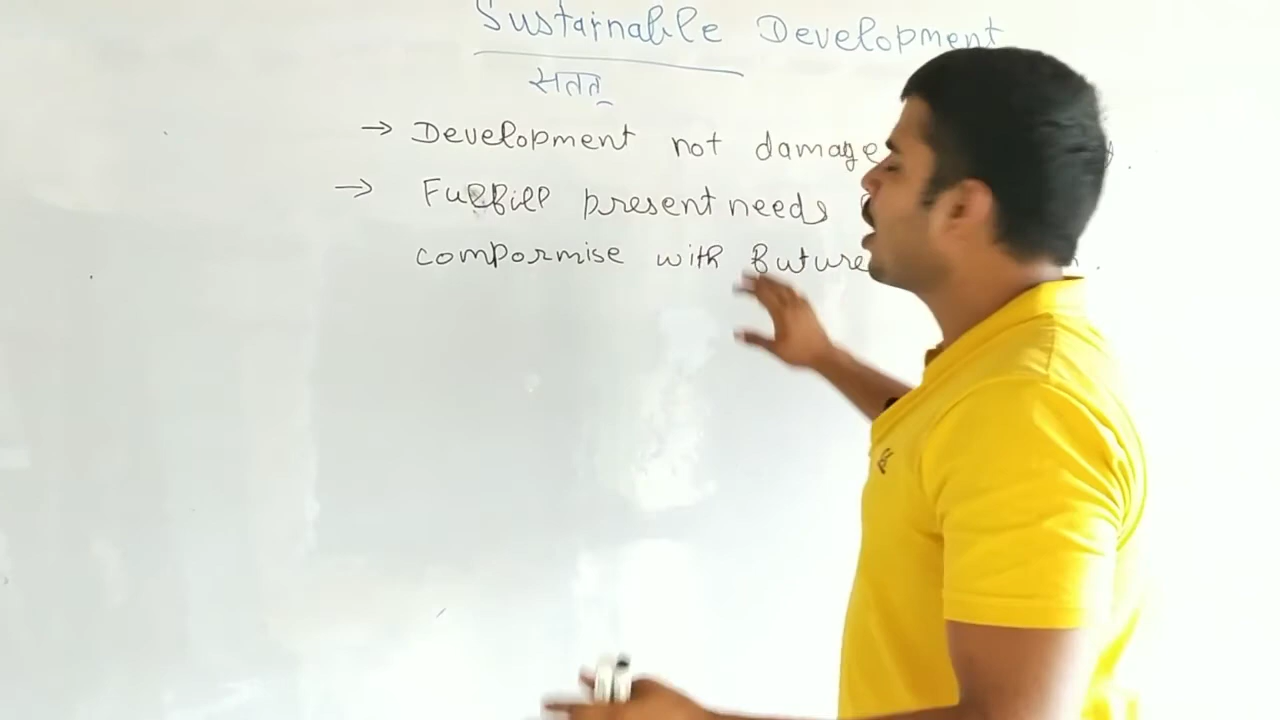 Sustainable Development
सतत्
→ Development not damage
→ Fulfill present needs
compormise with future